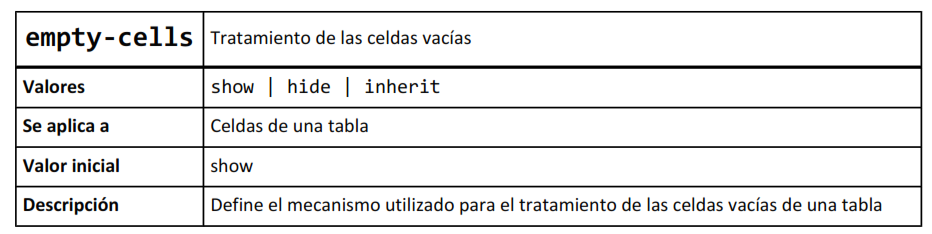 empty-cells Tratamiento de las celdas vacías
Valores show | hide | inherit
Se aplica a Celdas de una tabla
Valor inicial show
Descripción Define el mecanismo utilizado para el tratamiento de las celdas vacías de una tabla